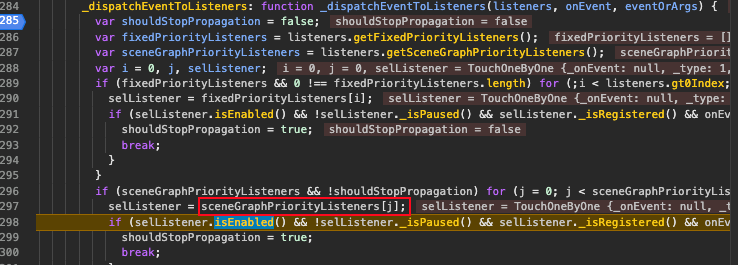 284 _dispatchEventToListeners: function _dispatchEventToListeners(listeners, onEvent, eventOrArgs) {
285 var shouldStopPropagation = false; shouldStopPropagation = false
286 var fixedPriorityListeners = listeners.getFixedPriorityListeners(); fixedPriorityListeners = []
287 var sceneGraphPriorityListeners = listeners.getSceneGraphPriorityListeners(); sceneGraphPriori
288 var i = 0, j, selListener; i = 0, j = 0, selListener = TouchOneByOne {_onEvent: null, _type: 1,
289 if (fixedPriorityListeners && 0 !== fixedPriorityListeners.length) for (;i < listeners.gt0Index;
290 selListener = fixedPriorityListeners[i]; selListener = TouchOneByOne {_onEvent: null, _type:
291 if (selListener.isEnabled() && !selListener._isPaused() && selListener._isRegistered() && onEv
292 shouldStopPropagation = true; shouldStopPropagation = false
293 break;
294 }
295 }
296 if (sceneGraphPriorityListeners && !shouldStopPropagation) for (j = 0; j < sceneGraphPriorityLis
297 selListener = sceneGraphPriorityListeners[j]; selListener = TouchOneByOne {_onEvent: null, _t
298 if (selListener.isEnabled() && !selListener._isPaused() && selListener._isRegistered() && onEv
299 shouldStopPropagation = true;
300 break;